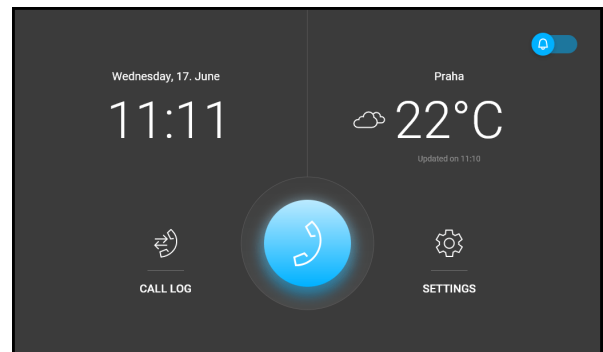 Wednesday, 17. June
11:11
Praha
22°C
Updated on 11:10
CALL LOG
SETTINGS